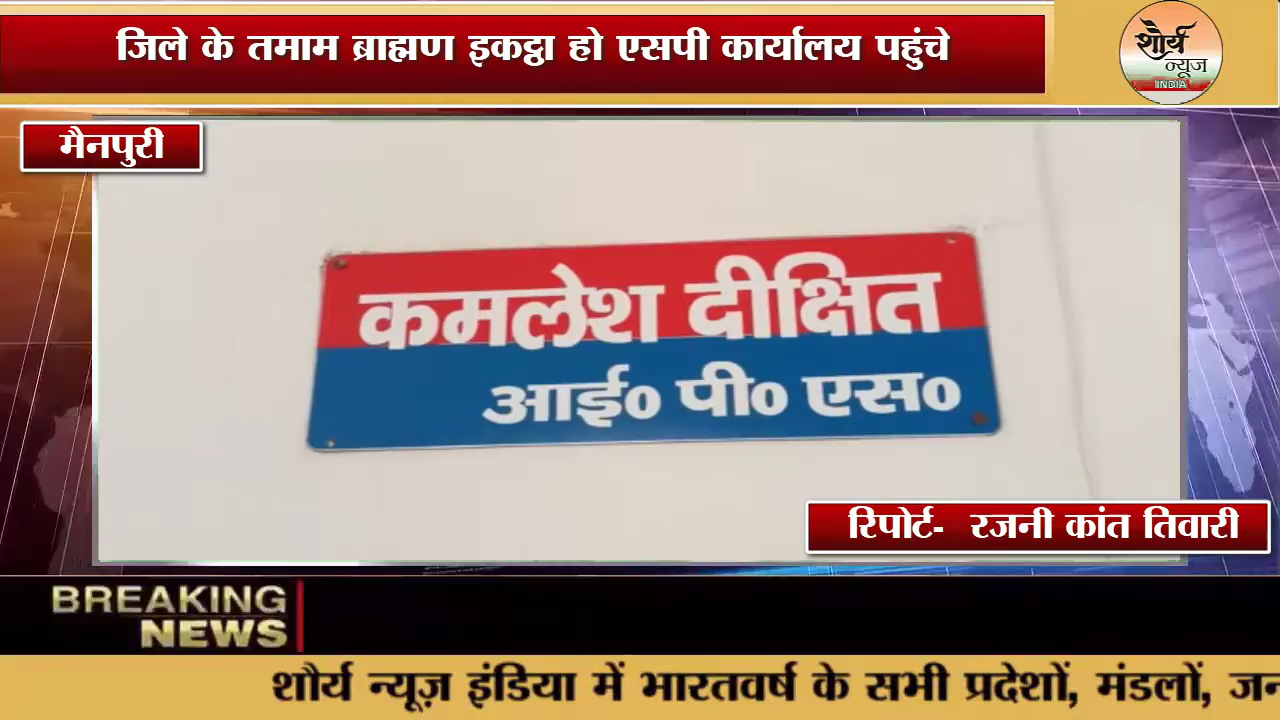 जिले के तमाम ब्राह्मण इकट्ठा हो एसपी कार्यालय पहुंचे
शौर्य
न्यूज
INDIA
मैनपुरी
कमलेश दीक्षित
आई० पी० एस०
रिपोर्ट- रजनी कांत तिवारी
BREAKING
NEWS
शौर्य न्यूज़ इंडिया में भारतवर्ष के सभी प्रदेशों, मंडलों,